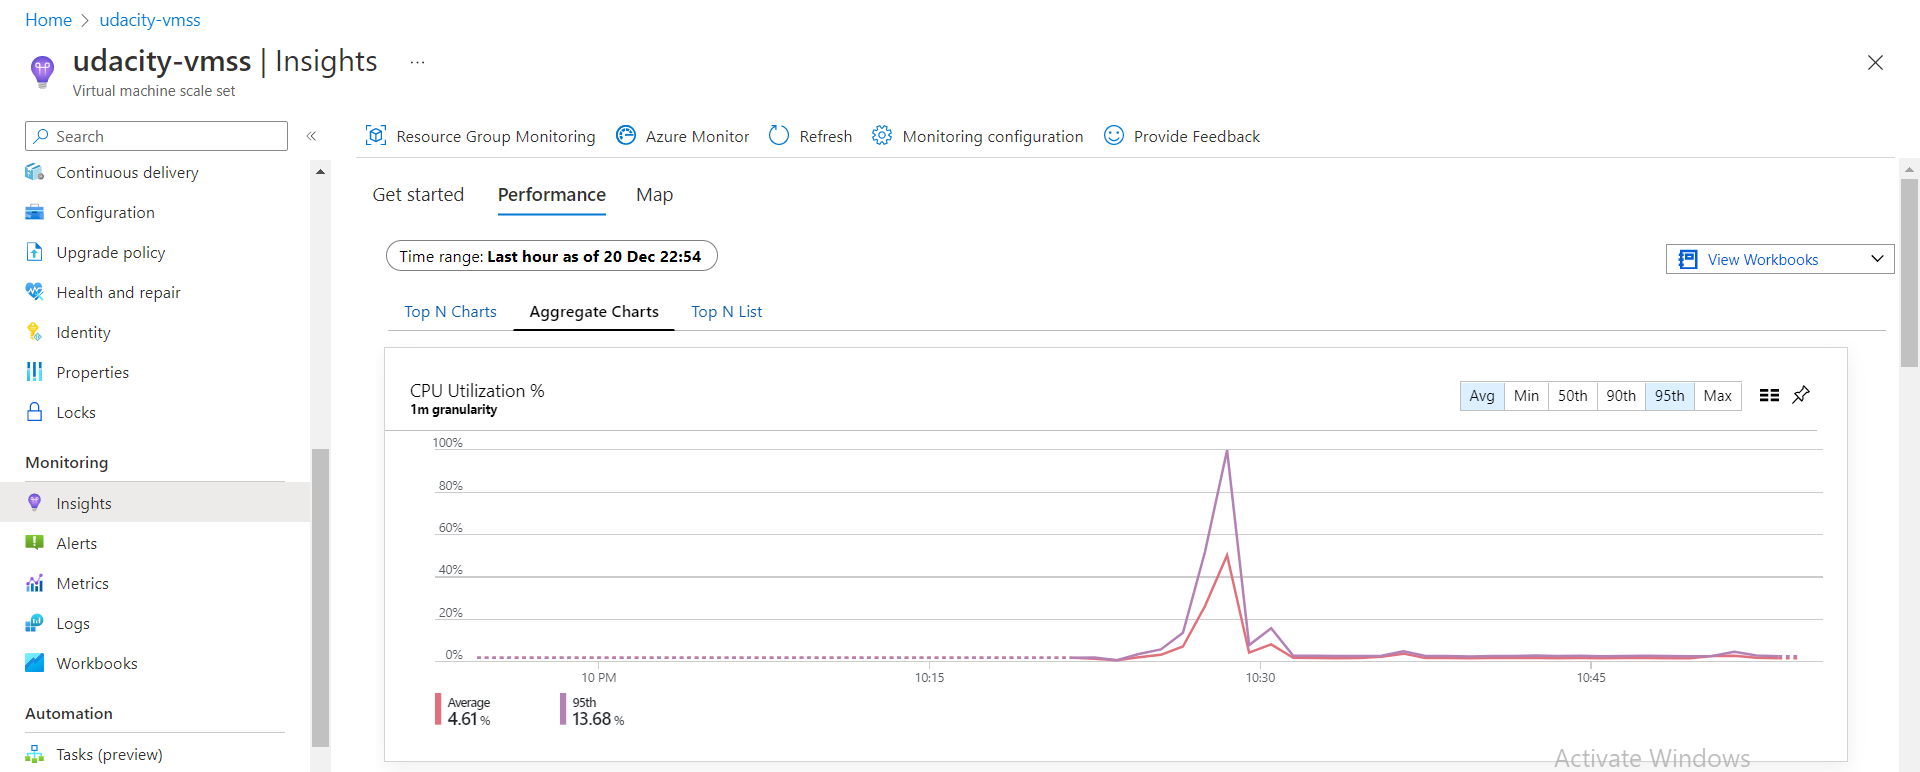 Home > udacity-vmss
udacity-vmss | Insights ...
Virtual machine scale set
Search «
Resource Group Monitoring Azure Monitor Refresh Monitoring configuration Provide Feedback
Continuous delivery
Configuration
Upgrade policy
Health and repair
Identity
Properties
Locks
Monitoring
Insights
Alerts
Metrics
Logs
Workbooks
Automation
Tasks (preview)
Get started Performance Map
Time range: Last hour as of 20 Dec 22:54
View Workbooks
Top N Charts Aggregate Charts Top N List
CPU Utilization %
1m granularity
Avg Min 50th 90th 95th Max
100%
80%
60%
40%
20%
0%
10 PM 10:15 10:30 10:45
Average
4.61 %
95th
13.68 %
Activate Windows